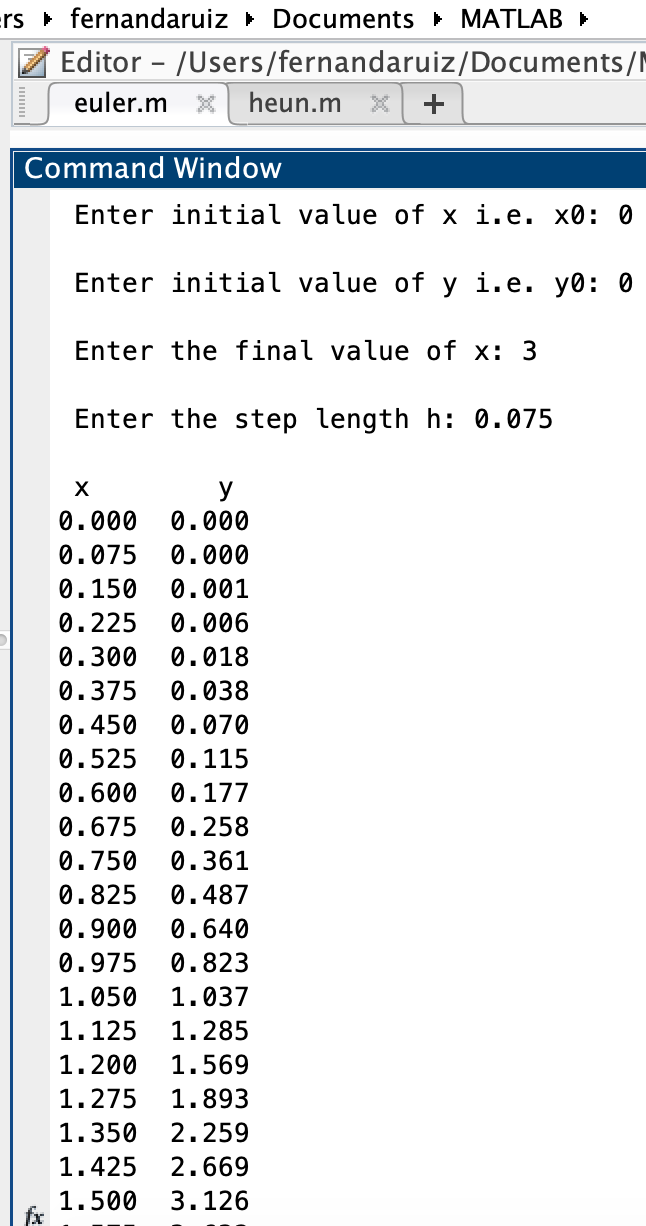 ers ▸ fernandaruiz ▸ Documents ▸ MATLAB ▸
Editor – /Users/fernandaruiz/Documents/
euler.m heun.m +
Command Window
Enter initial value of x i.e. x0: 0
Enter initial value of y i.e. y0: 0
Enter the final value of x: 3
Enter the step length h: 0.075
x y
0.000 0.000
0.075 0.000
0.150 0.001
0.225 0.006
0.300 0.018
0.375 0.038
0.450 0.070
0.525 0.115
0.600 0.177
0.675 0.258
0.750 0.361
0.825 0.487
0.900 0.640
0.975 0.823
1.050 1.037
1.125 1.285
1.200 1.569
1.275 1.893
1.350 2.259
1.425 2.669
fx 1.500 3.126